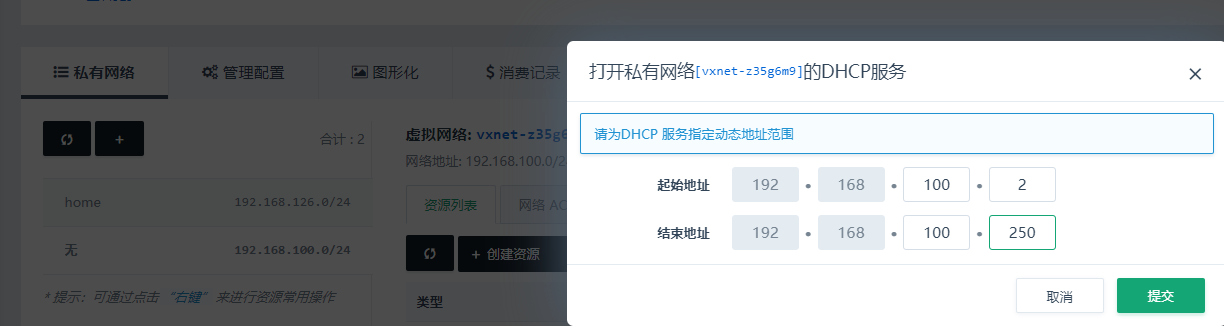 私有网络
管理配置
图形化
$ 消费记录
合计 : 2
home 192.168.126.0/24
无 192.168.100.0/24
* 提示：可通过点击 “右键” 来进行资源常用操作
虚拟网络: vxnet-z35g6
网络地址: 192.168.100.0/2
资源列表
网络 AC
+ 创建资源
类型
打开私有网络[vxnet-z35g6m9]的DHCP服务
×
请为DHCP 服务指定动态地址范围
起始地址 192 • 168 • 100 • 2
结束地址 192 • 168 • 100 • 250
取消
提交